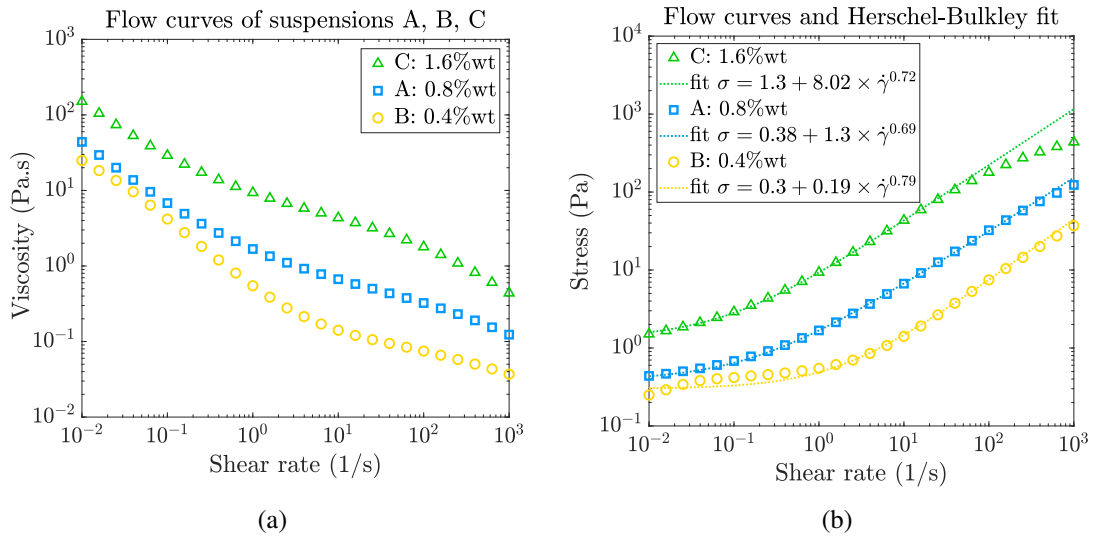 Flow curves of suspensions A, B, C
Viscosity (Pa.s)
10^3
10^2
10^1
10^0
10^-1
10^-2
C: 1.6%wt
A: 0.8%wt
B: 0.4%wt
10^-2 10^-1 10^0 10^1 10^2 10^3
Shear rate (1/s)
(a)
Flow curves and Herschel-Bulkley fit
Stress (Pa)
10^4
10^3
10^2
10^1
10^0
10^-1
C: 1.6%wt
fit σ = 1.3 + 8.02 × γ̇^0.72
A: 0.8%wt
fit σ = 0.38 + 1.3 × γ̇^0.69
B: 0.4%wt
fit σ = 0.3 + 0.19 × γ̇^0.79
10^-2 10^-1 10^0 10^1 10^2 10^3
Shear rate (1/s)
(b)